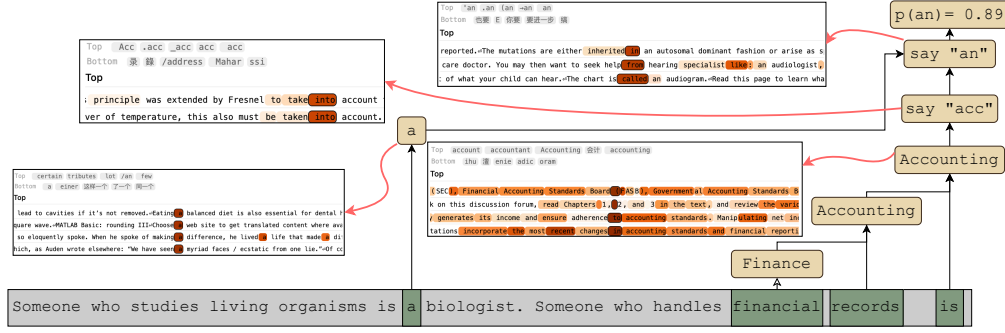 Top 'an .an (an →an an
Bottom 也要 E 你要 要进一步 稿
Top
reported.⏎The mutations are either inherited in an autosomal dominant fashion or arise as s
care doctor. You may then want to seek help from hearing specialist like: an audiologist,
t of what your child can hear.⏎The chart is called an audiogram.⏎Read this page to learn wha
p(an)= 0.89
say "an"
Top Acc .acc _acc acc acc
Bottom 录 錄 /address Mahar ssi
Top
principle was extended by Fresnel to take into account
ver of temperature, this also must be taken into account.
say "acc"
a
Top account accountant Accounting 会计 accounting
Bottom ihu enie adic oram
Top
(SEC), Financial Accounting Standards Board FASB), Governmental Accounting Standards B
k on this discussion forum, read Chapters 1, 2, and 3 in the text, and review the vario
generates its income and ensure adherence to accounting standards. Manipulating net in
tations incorporate the most recent changes in accounting standards and financial reporti
Accounting
Accounting
Top certain tributes lot /an few
Bottom a einer 这样一个 了一个 同一个
Top
lead to cavities if it's not removed.⏎Eating a balanced diet is also essential for dental h
quare wave.⏎MATLAB Basic: rounding III⏎Choose a web site to get translated content where ava
so eloquently spoke. When he spoke of making a difference, he lived a life that made a di
hich, as Auden wrote elsewhere: "We have seen a myriad faces / ecstatic from one lie."⏎Of co
Finance
Someone who studies living organisms is a biologist. Someone who handles financial records is